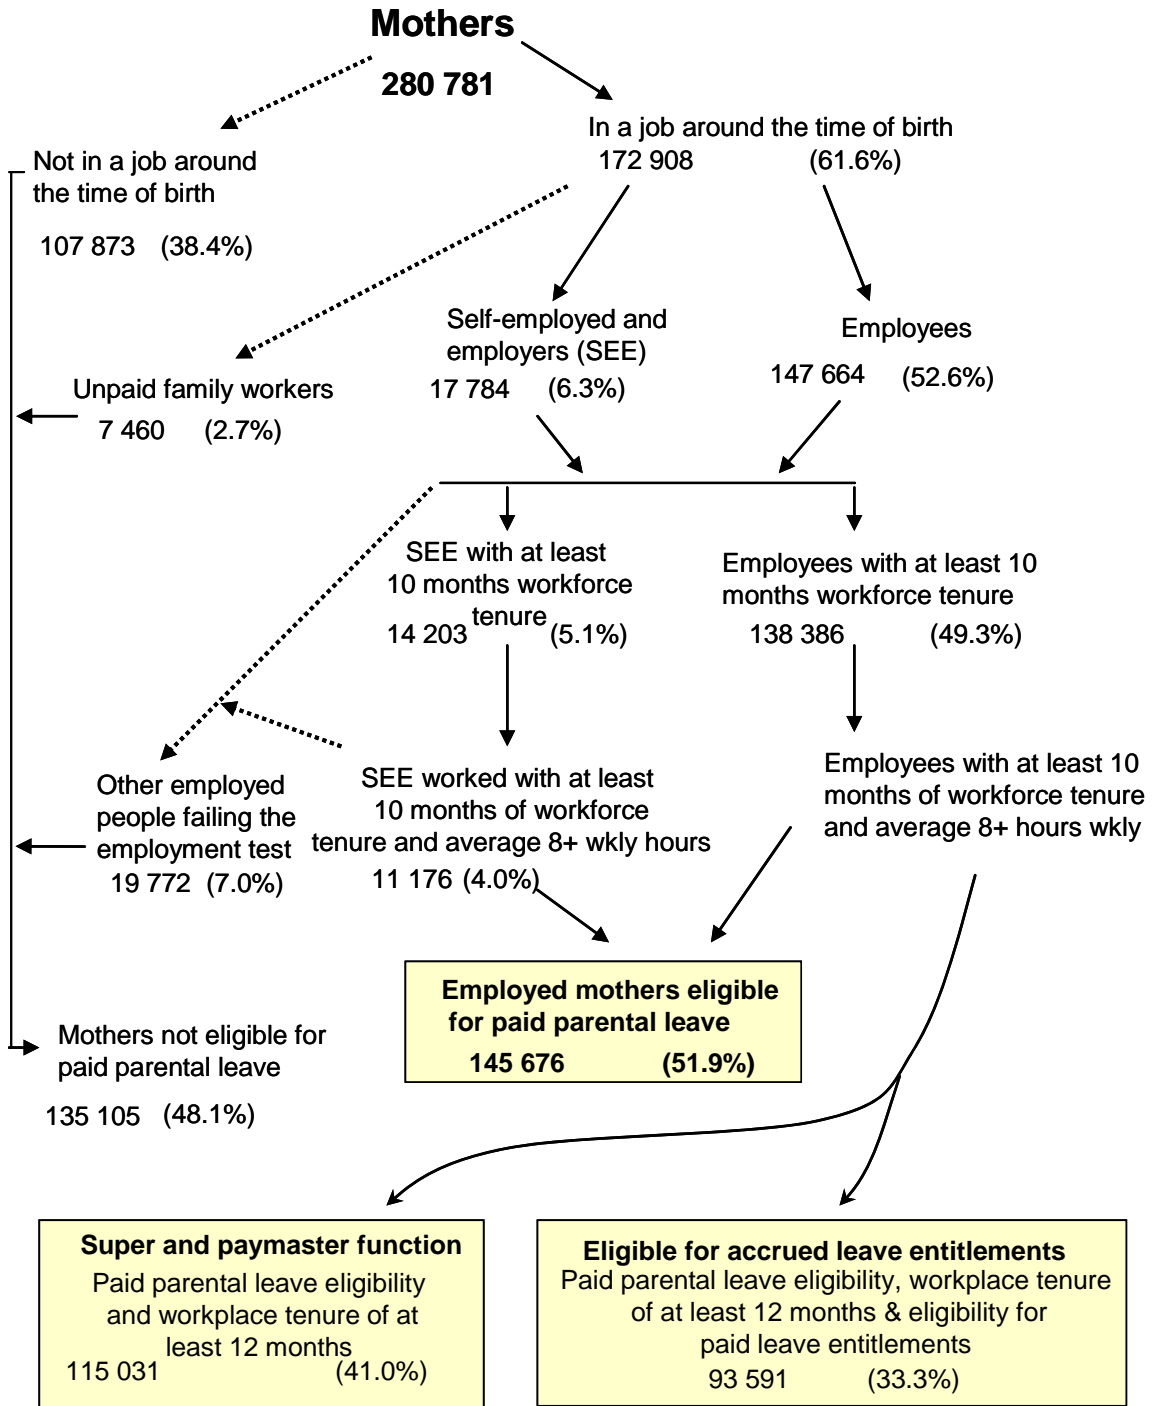 Mothers
280 781
In a job around the time of birth
172 908 (61.6%)
Not in a job around
the time of birth
107 873 (38.4%)
Self-employed and
employers (SEE)
17 784 (6.3%)
Employees
147 664 (52.6%)
Unpaid family workers
7 460 (2.7%)
SEE with at least
10 months workforce
tenure
14 203 (5.1%)
Employees with at least 10
months workforce tenure
138 386 (49.3%)
Other employed
people failing the
employment test
19 772 (7.0%)
SEE worked with at least
10 months of workforce
tenure and average 8+ wkly hours
11 176 (4.0%)
Employees with at least 10
months of workforce tenure
and average 8+ hours wkly
Employed mothers eligible
for paid parental leave
145 676 (51.9%)
Mothers not eligible for
paid parental leave
135 105 (48.1%)
Super and paymaster function
Paid parental leave eligibility
and workplace tenure of at
least 12 months
115 031 (41.0%)
Eligible for accrued leave entitlements
Paid parental leave eligibility, workplace tenure
of at least 12 months & eligibility for
paid leave entitlements
93 591 (33.3%)